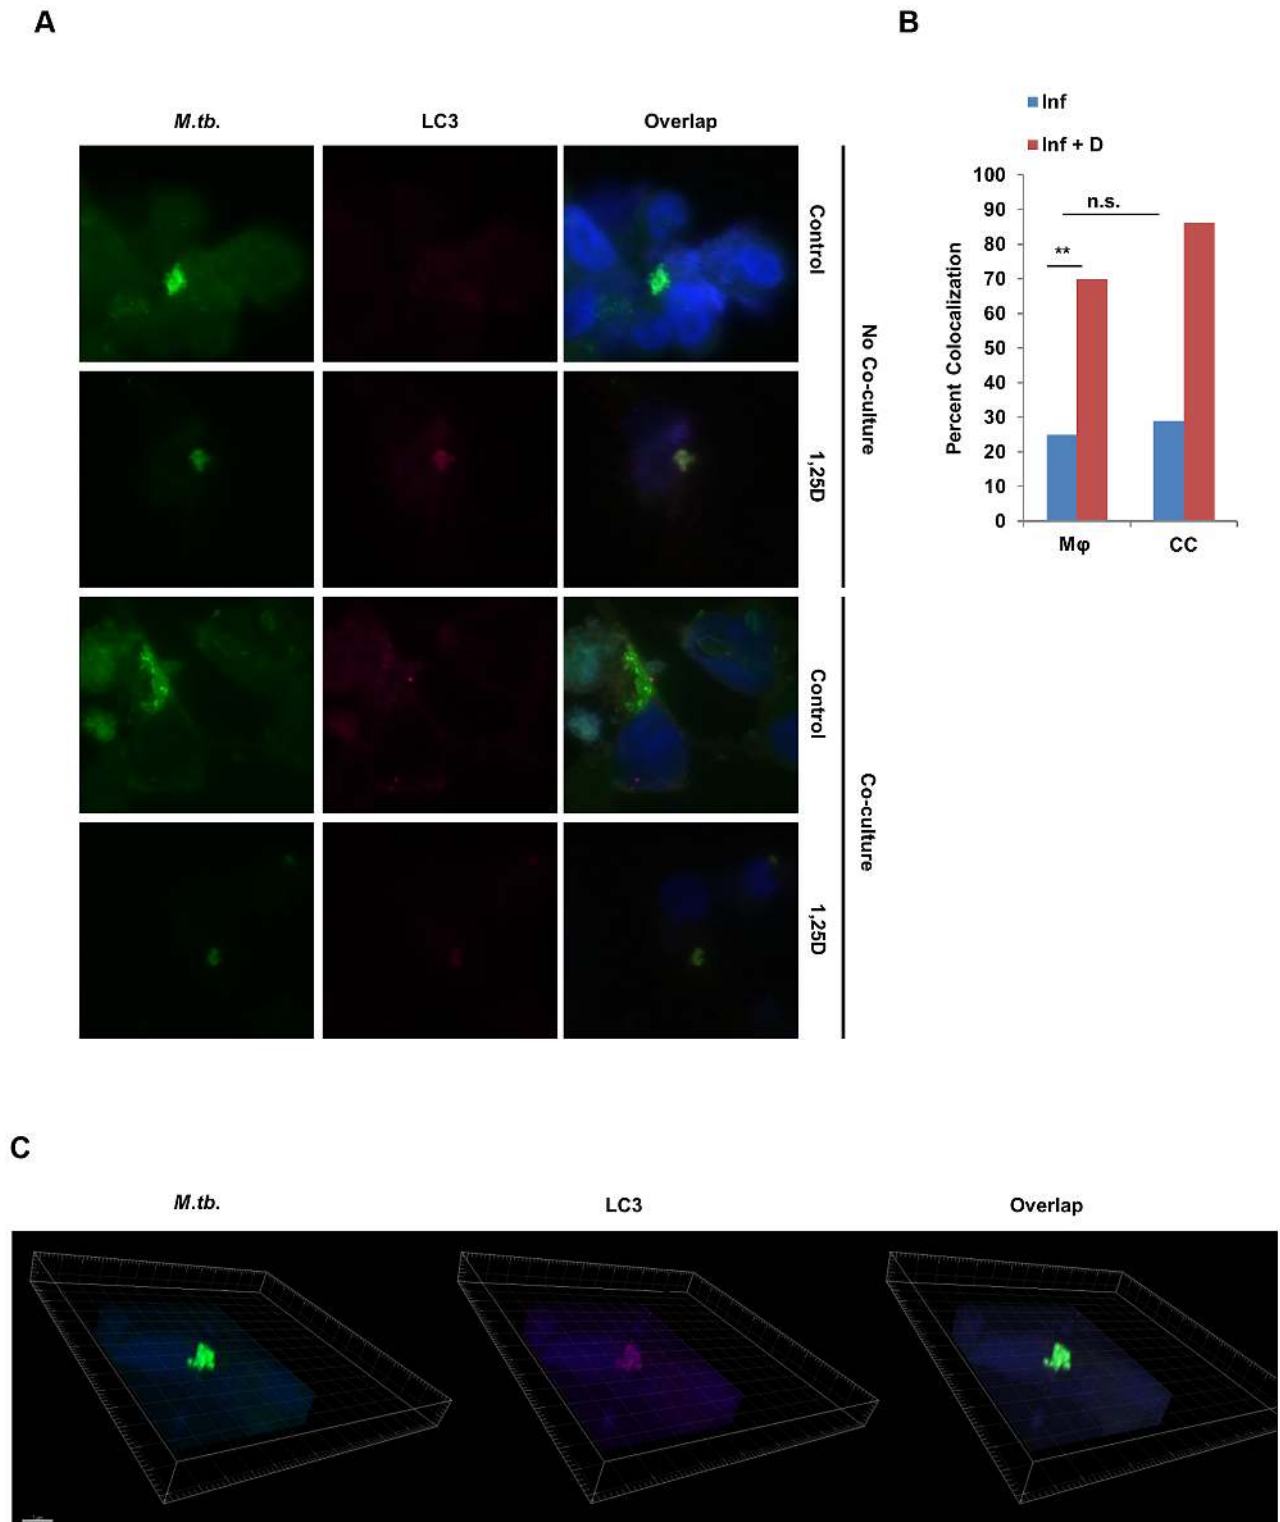 A
B
M.tb.
LC3
Overlap
Control
1,25D
No Co-culture
Control
1,25D
Co-culture
Inf
Inf + D
n.s.
**
Percent Colocalization
100
90
80
70
60
50
40
30
20
10
0
Mφ
CC
C
M.tb.
LC3
Overlap